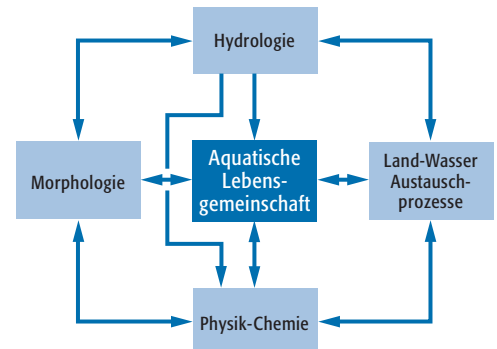 Hydrologie
Morphologie
Aquatische
Lebens-
gemeinschaft
Land-Wasser
Austausch-
prozesse
Physik-Chemie